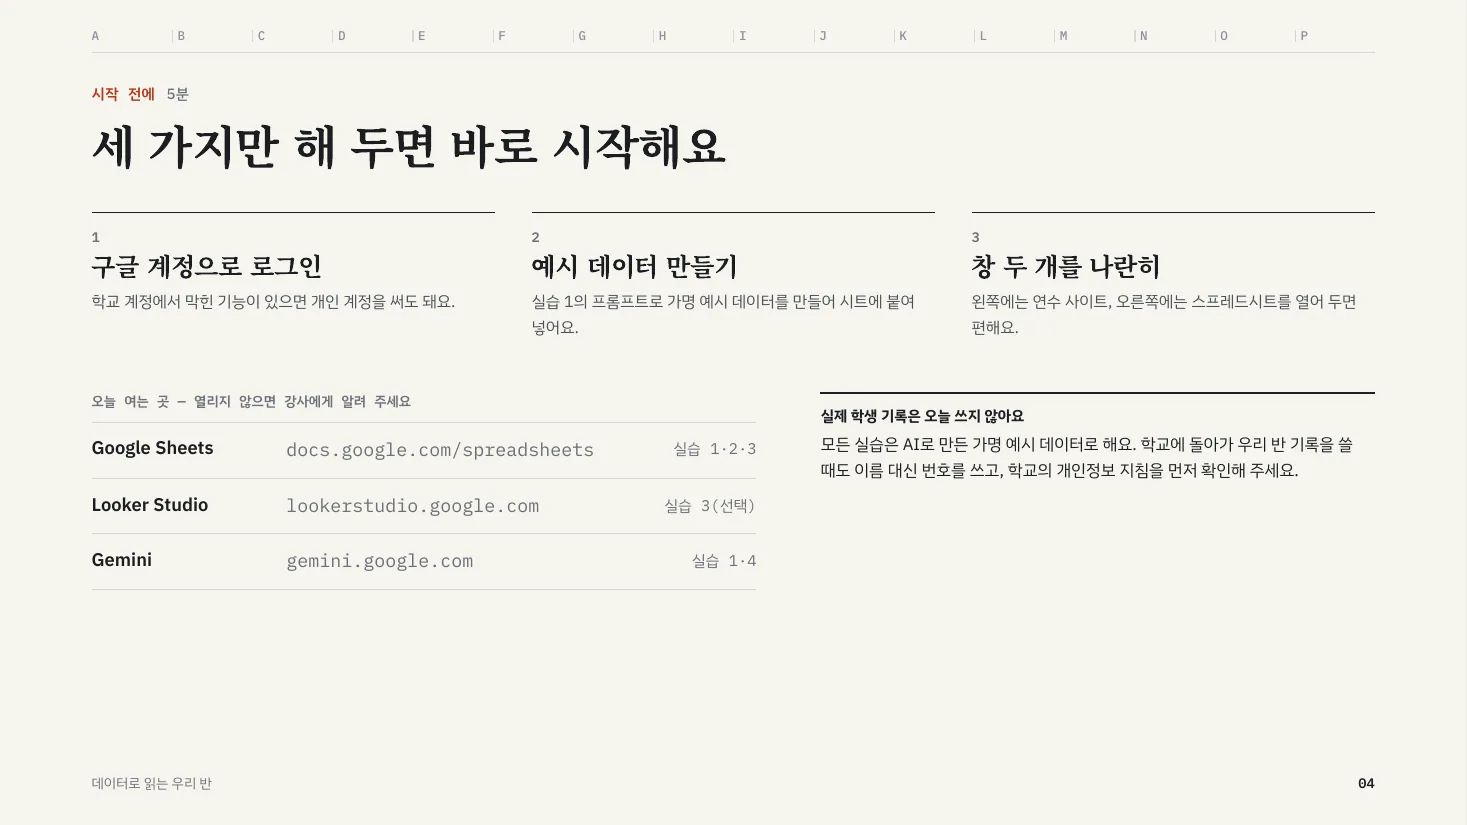 A B C D E F G H I J K L M N O P
시작 전에 5분
세 가지만 해 두면 바로 시작해요
1
구글 계정으로 로그인
학교 계정에서 막힌 기능이 있으면 개인 계정을 써도 돼요.
2
예시 데이터 만들기
실습 1의 프롬프트로 가명 예시 데이터를 만들어 시트에 붙여
넣어요.
3
창 두 개를 나란히
왼쪽에는 연수 사이트, 오른쪽에는 스프레드시트를 열어 두면
편해요.
오늘 여는 곳 — 열리지 않으면 강사에게 알려 주세요
Google Sheets docs.google.com/spreadsheets 실습 1·2·3
Looker Studio lookerstudio.google.com 실습 3(선택)
Gemini gemini.google.com 실습 1·4
실제 학생 기록은 오늘 쓰지 않아요
모든 실습은 AI로 만든 가명 예시 데이터로 해요. 학교에 돌아가 우리 반 기록을 쓸
때도 이름 대신 번호를 쓰고, 학교의 개인정보 지침을 먼저 확인해 주세요.
데이터로 읽는 우리 반
04